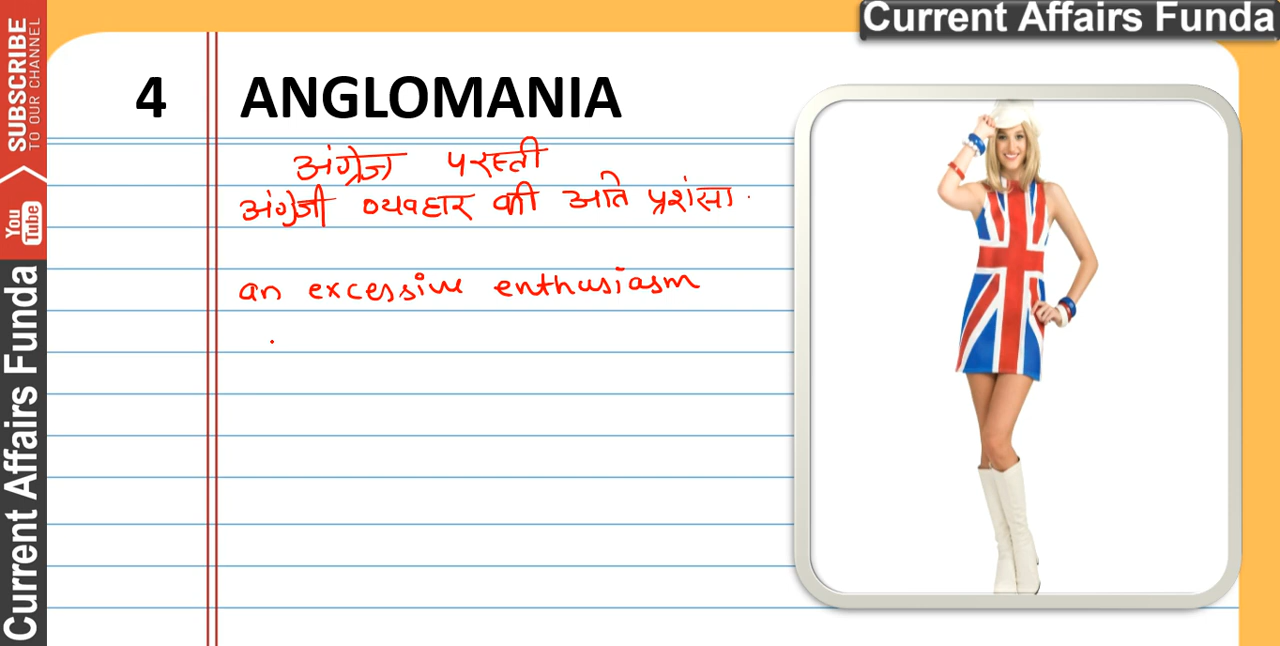 Current Affairs Funda
SUBSCRIBE
TO OUR CHANNEL
You
Tube
Current Affairs Funda
4 ANGLOMANIA
अंग्रेज परस्ती
अंग्रेजी व्यवहार की अति प्रशंसा.
an excessive enthusiasm